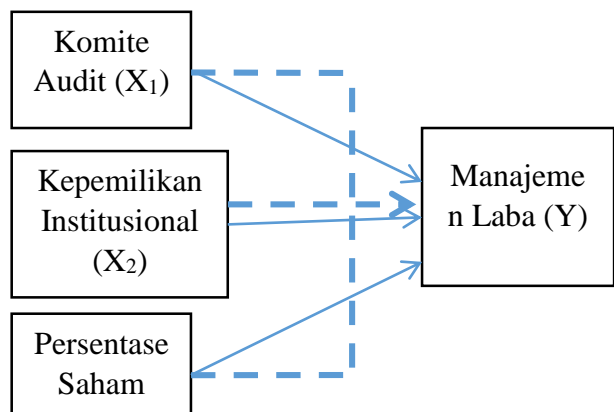 Komite
Audit (X₁)
Kepemilikan
Institusional
(X₂)
Persentase
Saham
Manajeme
n Laba (Y)